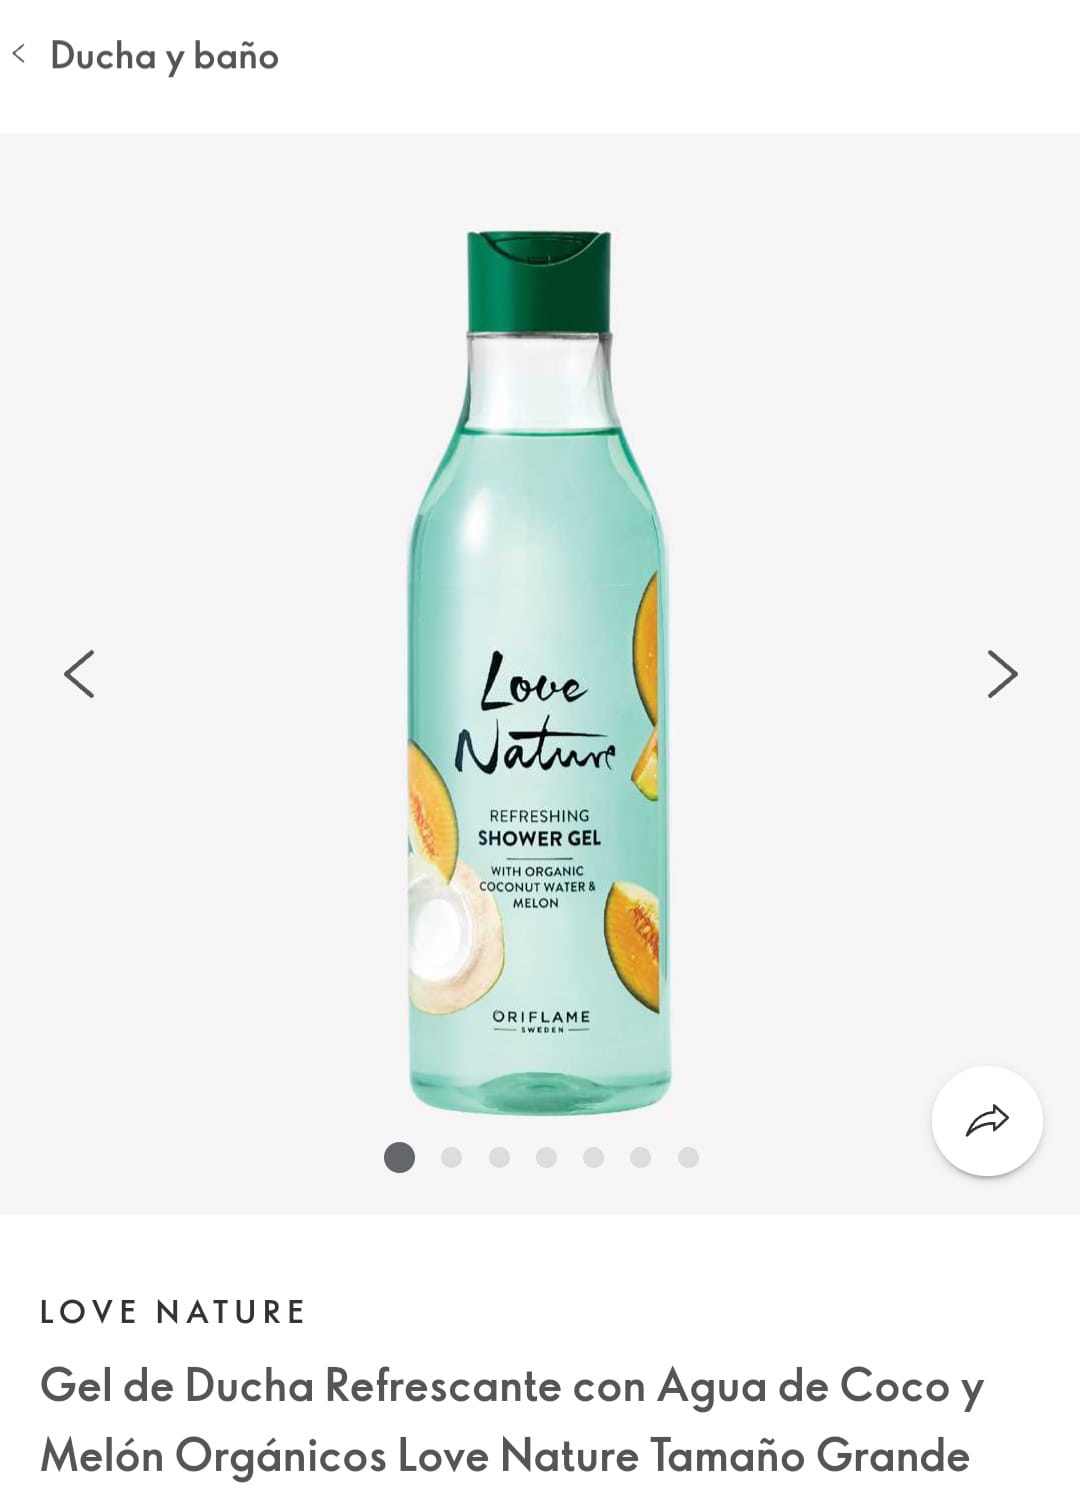 Ducha y baño
Love
Nature
REFRESHING
SHOWER GEL
WITH ORGANIC
COCONUT WATER &
MELON
ORIFLAME
SWEDEN
LOVE NATURE
Gel de Ducha Refrescante con Agua de Coco y
Melón Orgánicos Love Nature Tamaño Grande